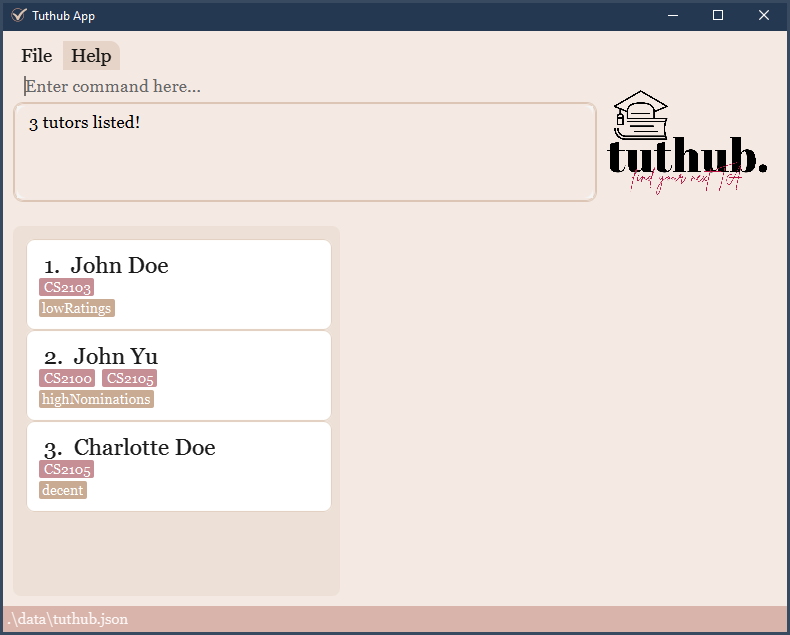 Tuthub App
File Help
Enter command here...
3 tutors listed!
tuthub.
find your next TA
1. John Doe
CS2103
lowRatings
2. John Yu
CS2100 CS2105
highNominations
3. Charlotte Doe
CS2105
decent
.\data\tuthub.json